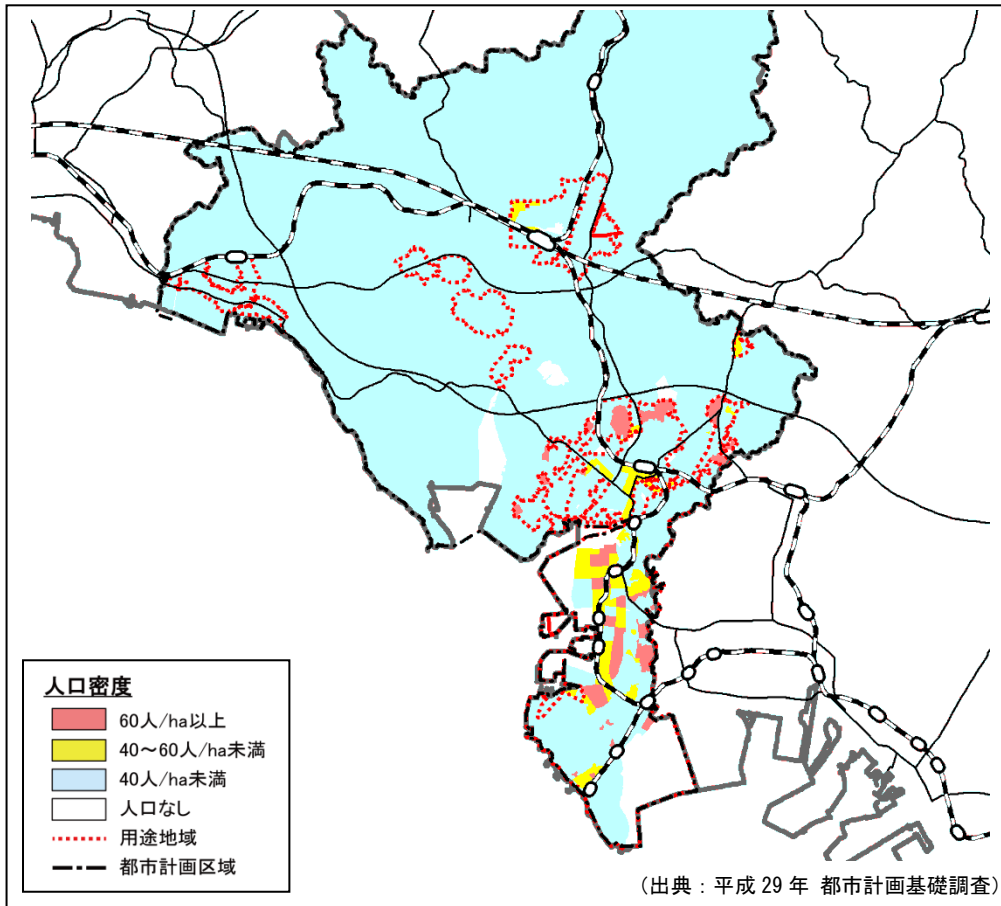 人口密度
60人/ha以上
40～60人/ha未満
40人/ha未満
人口なし
用途地域
都市計画区域
（出典：平成 29 年 都市計画基礎調査）